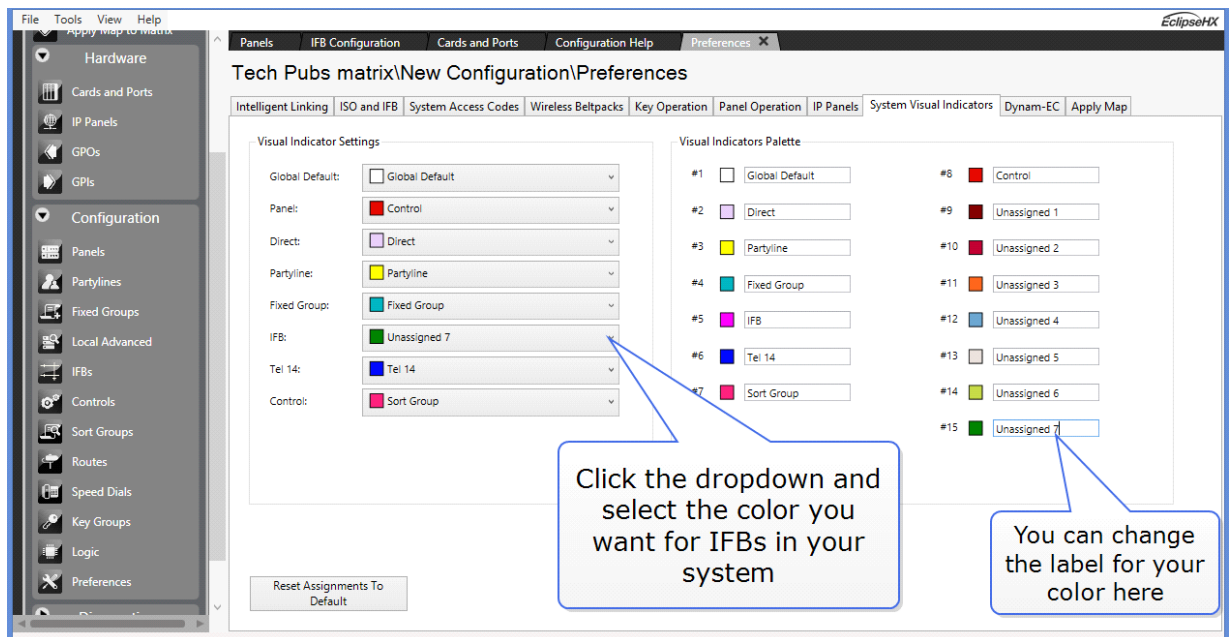 File Tools View Help
EclipseHX
Apply Map to Matrix
Hardware
Cards and Ports
IP Panels
GPOs
GPIs
Configuration
Panels
Partylines
Fixed Groups
Local Advanced
IFBs
Controls
Sort Groups
Routes
Speed Dials
Key Groups
Logic
Preferences
Panels IFB Configuration Cards and Ports Configuration Help Preferences X
Tech Pubs matrix\New Configuration\Preferences
Intelligent Linking ISO and IFB System Access Codes Wireless Beltpacks Key Operation Panel Operation IP Panels System Visual Indicators Dynam-EC Apply Map
Visual Indicator Settings
Global Default: Global Default
Panel: Control
Direct: Direct
Partyline: Partyline
Fixed Group: Fixed Group
IFB: Unassigned 7
Tel 14: Tel 14
Control: Sort Group
Visual Indicators Palette
#1 Global Default
#2 Direct
#3 Partyline
#4 Fixed Group
#5 IFB
#6 Tel 14
#7 Sort Group
#8 Control
#9 Unassigned 1
#10 Unassigned 2
#11 Unassigned 3
#12 Unassigned 4
#13 Unassigned 5
#14 Unassigned 6
#15 Unassigned 7
Click the dropdown and
select the color you
want for IFBs in your
system
You can change
the label for your
color here
Reset Assignments To
Default